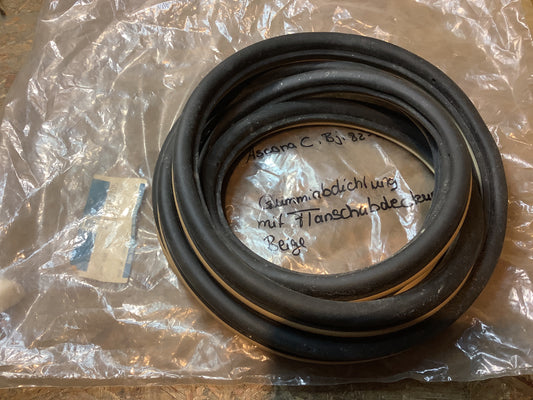 Ascona C, Bj. 82
Gummiabdichtung
mit Flanschabdeckung
Beige